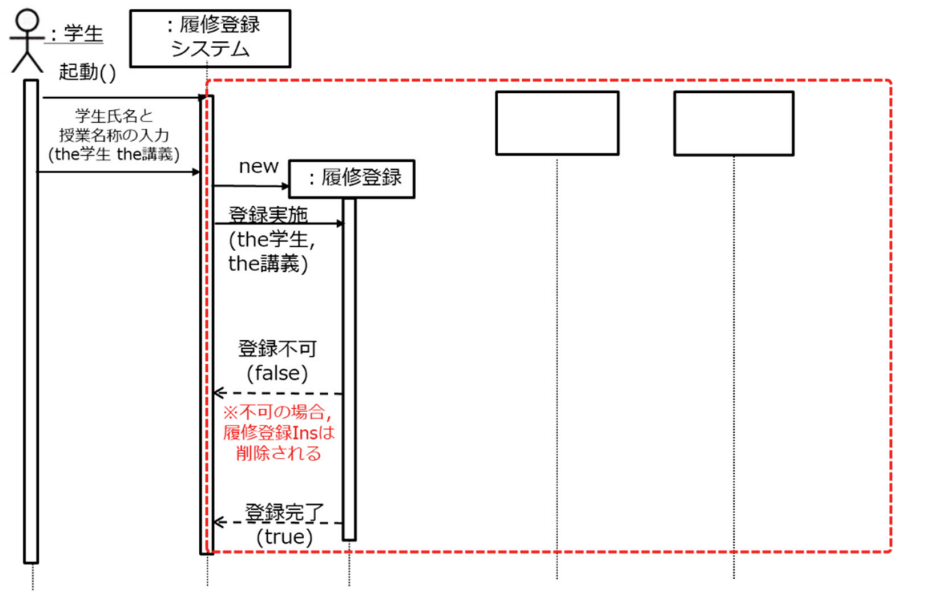 ：学生
：履修登録
システム
起動()
学生氏名と
授業名称の入力
(the学生 the講義)
new
：履修登録
登録実施
(the学生,
the講義)
登録不可
(false)
※不可の場合,
履修登録Insは
削除される
登録完了
(true)